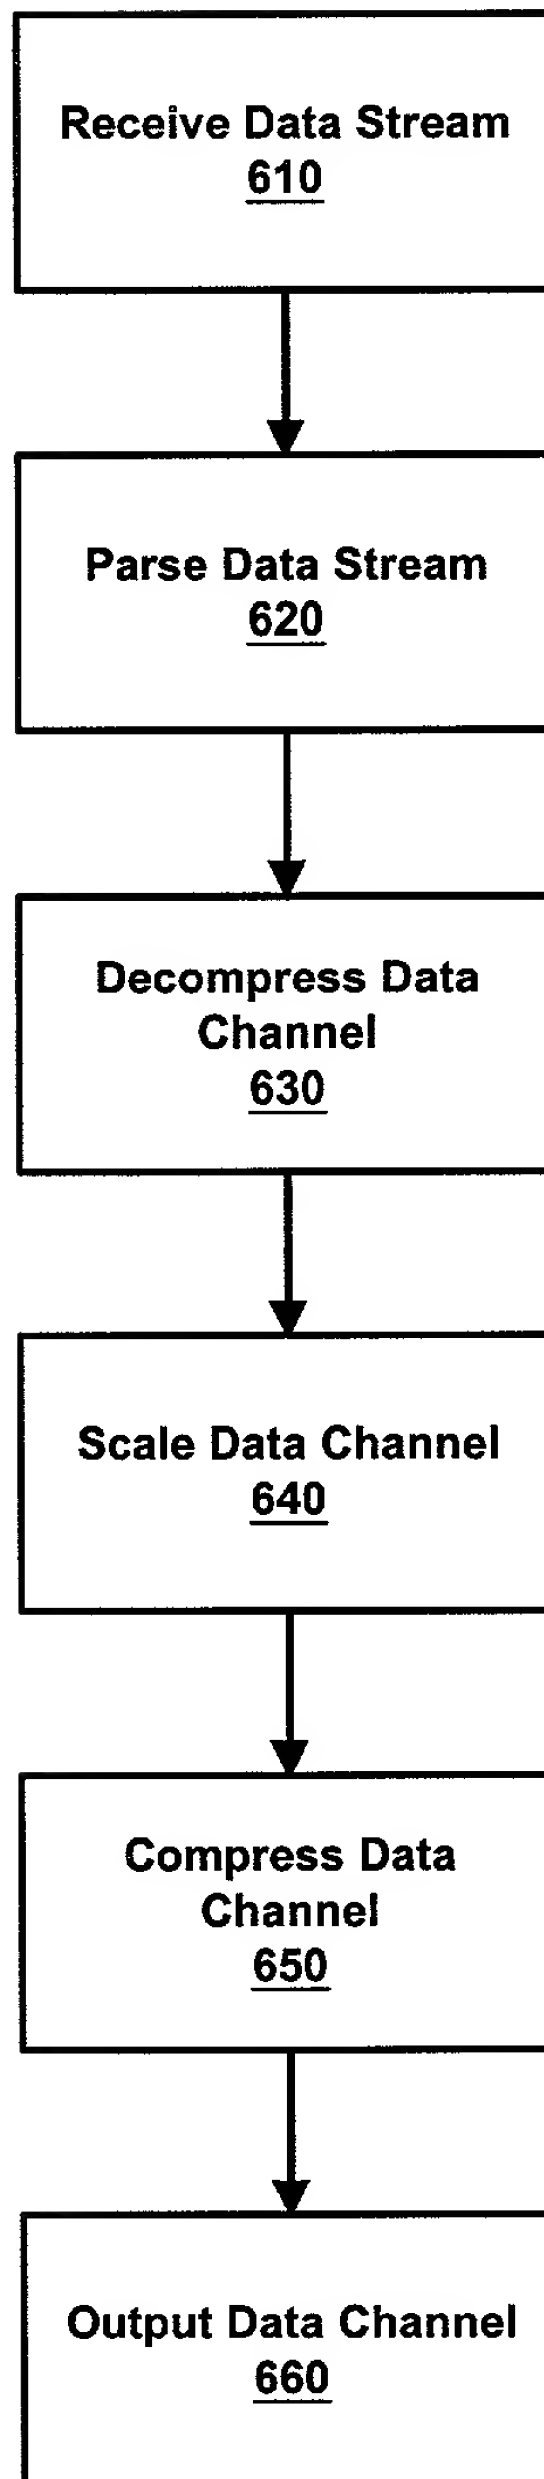 Receive Data Stream
610
Parse Data Stream
620
Decompress Data
Channel
630
Scale Data Channel
640
Compress Data
Channel
650
Output Data Channel
660